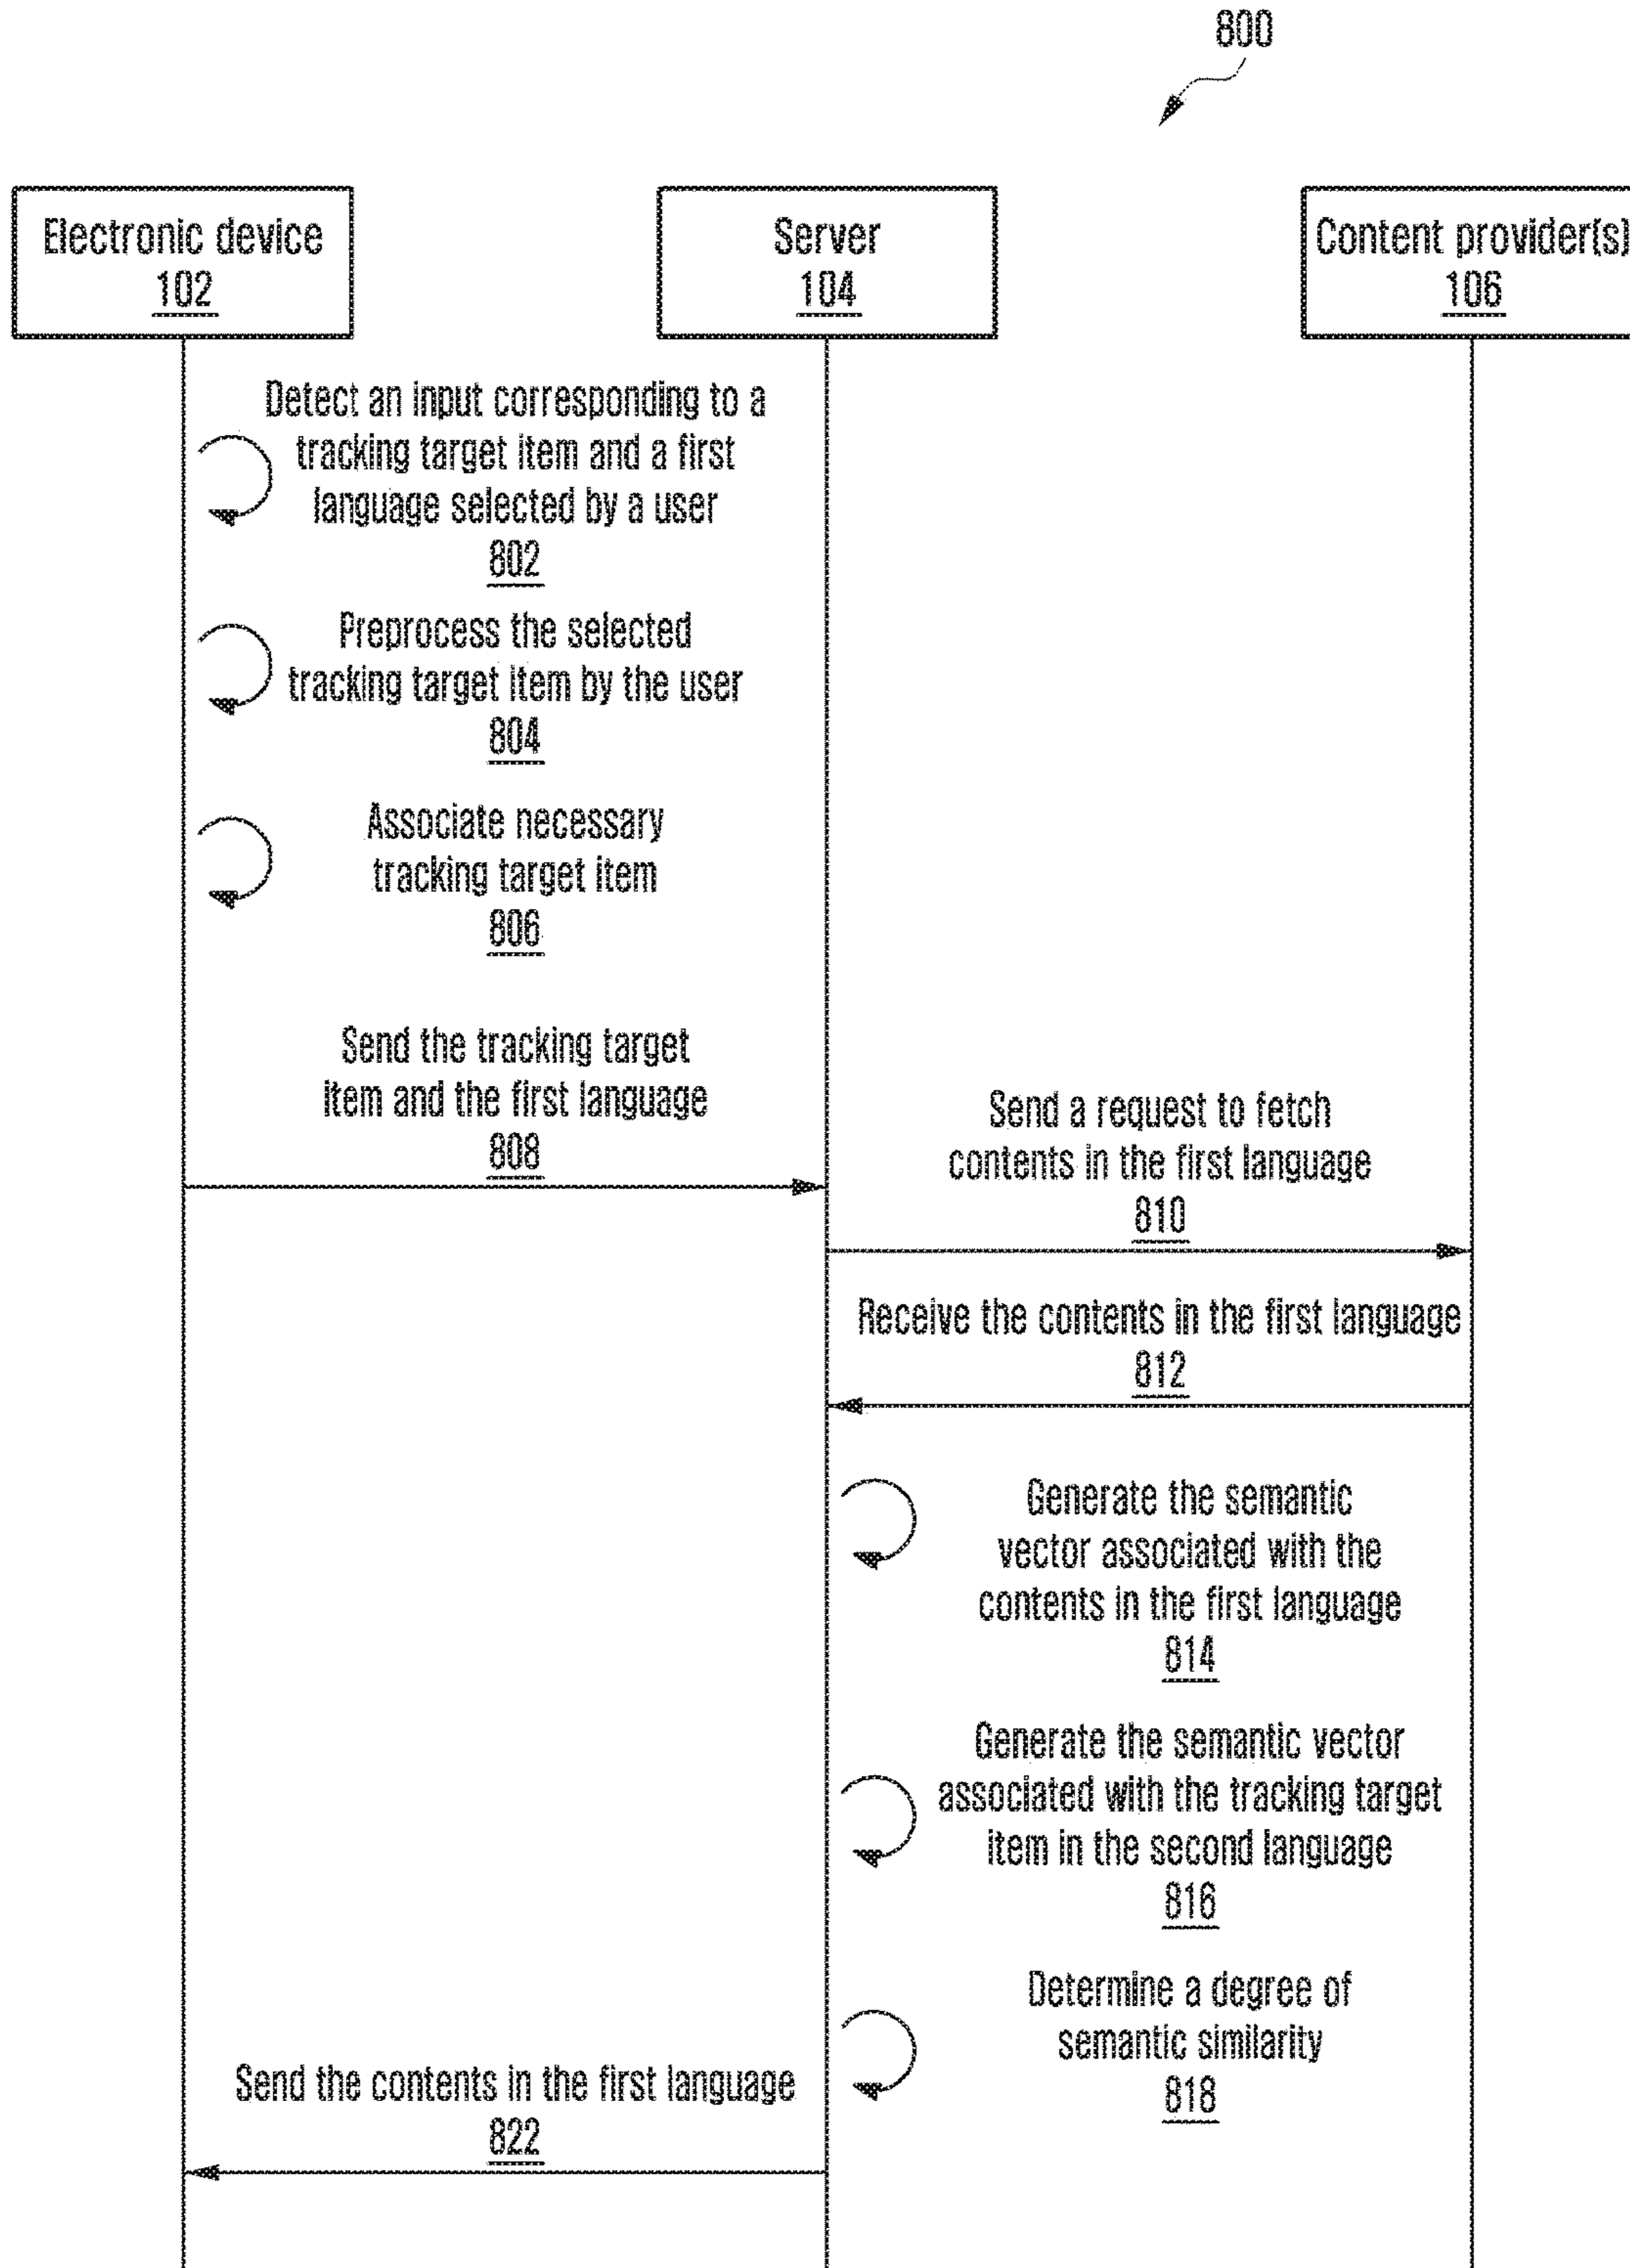 800
Electronic device
102
Server
104
Content provider(s)
106
Detect an input corresponding to a
tracking target item and a first
language selected by a user
802
Preprocess the selected
tracking target item by the user
804
Associate necessary
tracking target item
806
Send the tracking target
item and the first language
808
Send a request to fetch
contents in the first language
810
Receive the contents in the first language
812
Generate the semantic
vector associated with the
contents in the first language
814
Generate the semantic vector
associated with the tracking target
item in the second language
816
Determine a degree of
semantic similarity
818
Send the contents in the first language
822